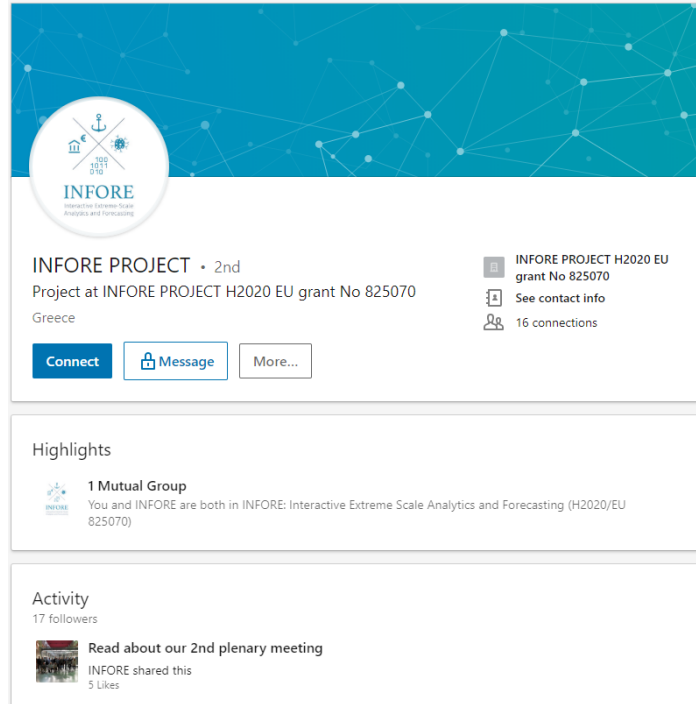 €
100
1011
010
INFORE
Interactive Extreme-Scale
Analytics and Forecasting
INFORE PROJECT • 2nd
Project at INFORE PROJECT H2020 EU grant No 825070
Greece
INFORE PROJECT H2020 EU
grant No 825070
See contact info
16 connections
Connect
Message
More...
Highlights
INFORE
1 Mutual Group
You and INFORE are both in INFORE: Interactive Extreme Scale Analytics and Forecasting (H2020/EU
825070)
Activity
17 followers
Read about our 2nd plenary meeting
INFORE shared this
5 Likes